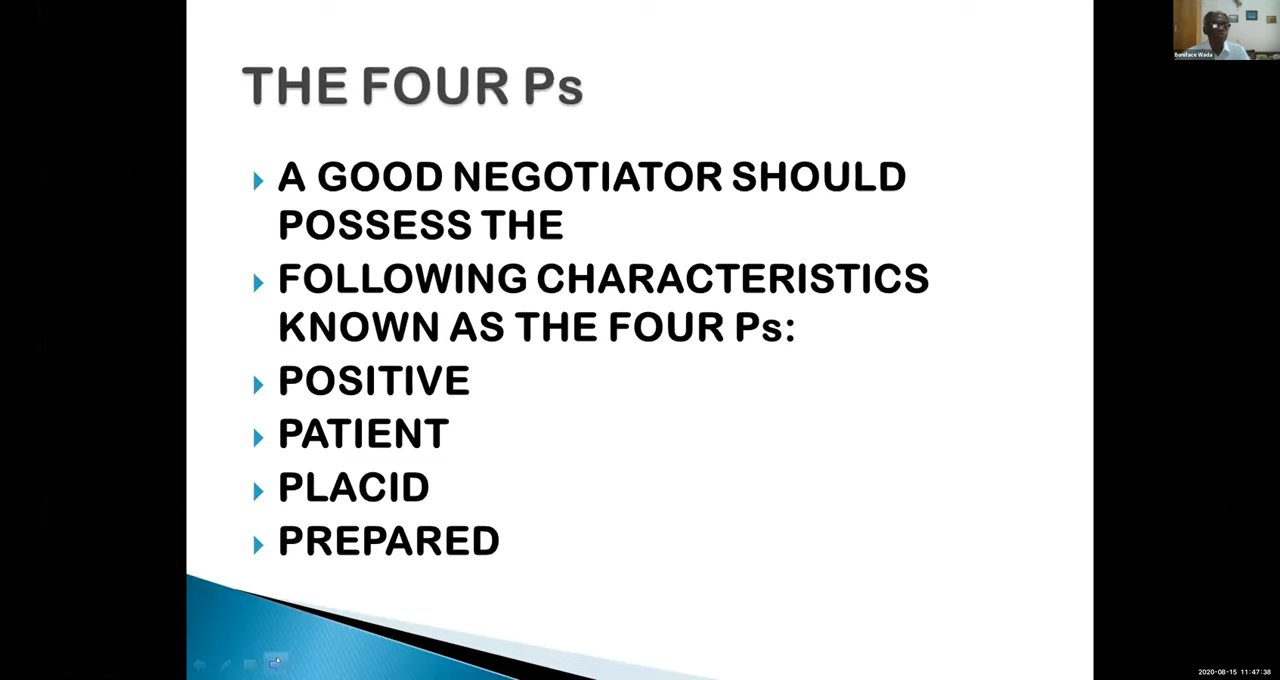 Boniface Wada
THE FOUR Ps
A GOOD NEGOTIATOR SHOULD
POSSESS THE
FOLLOWING CHARACTERISTICS
KNOWN AS THE FOUR Ps:
POSITIVE
PATIENT
PLACID
PREPARED
2020-08-15 11:47:38